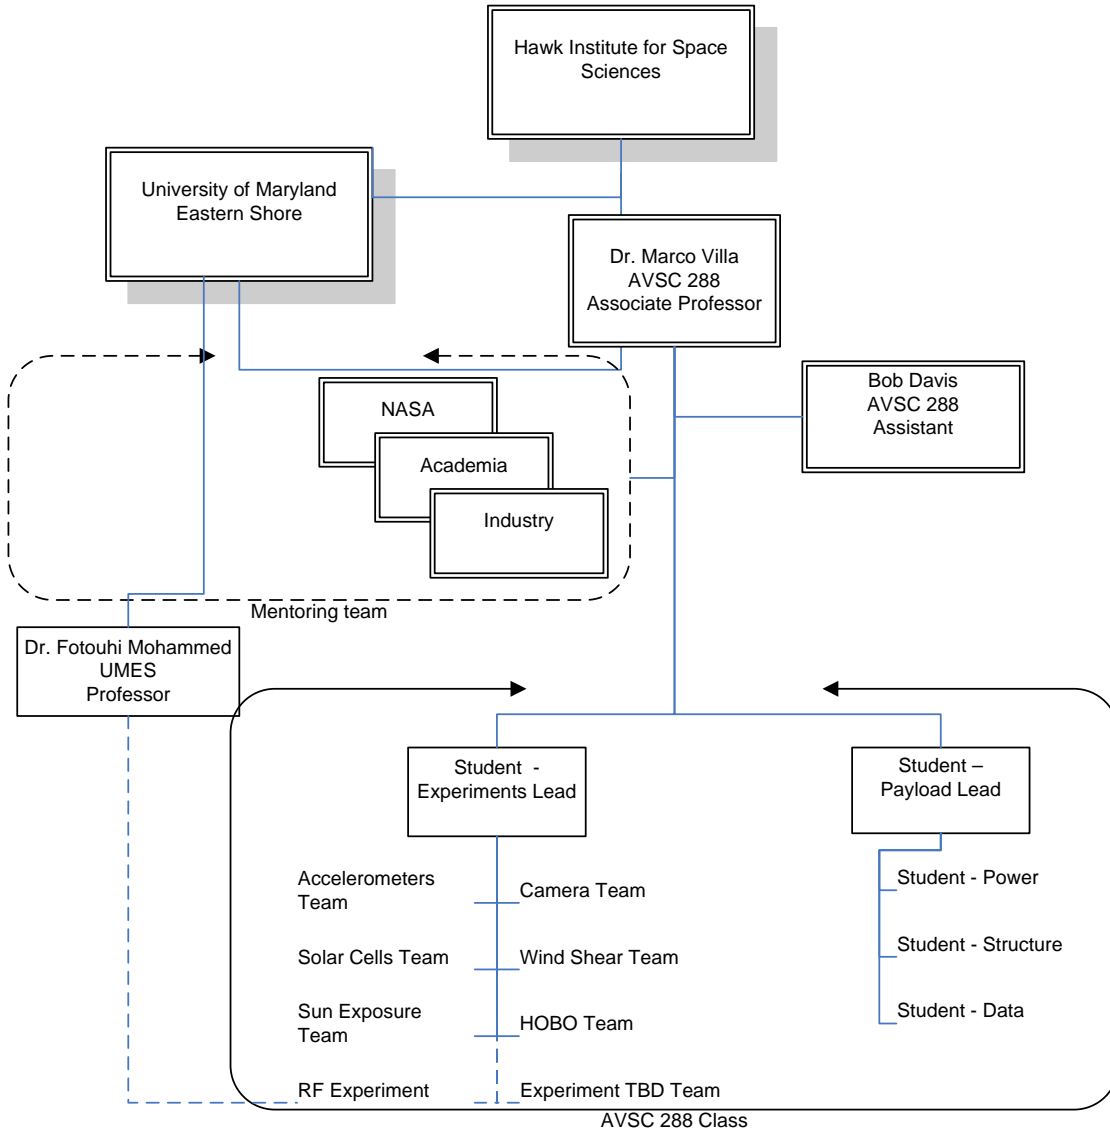 Hawk Institute for Space
Sciences
University of Maryland
Eastern Shore
Dr. Marco Villa
AVSC 288
Associate Professor
Bob Davis
AVSC 288
Assistant
NASA
Academia
Industry
Mentoring team
Dr. Fotouhi Mohammed
UMES
Professor
Student  -
Experiments Lead
Student –
Payload Lead
Accelerometers
Team
Camera Team
Student - Power
Solar Cells Team
Wind Shear Team
Student - Structure
Sun Exposure
Team
HOBO Team
Student - Data
RF Experiment
Experiment TBD Team
AVSC 288 Class